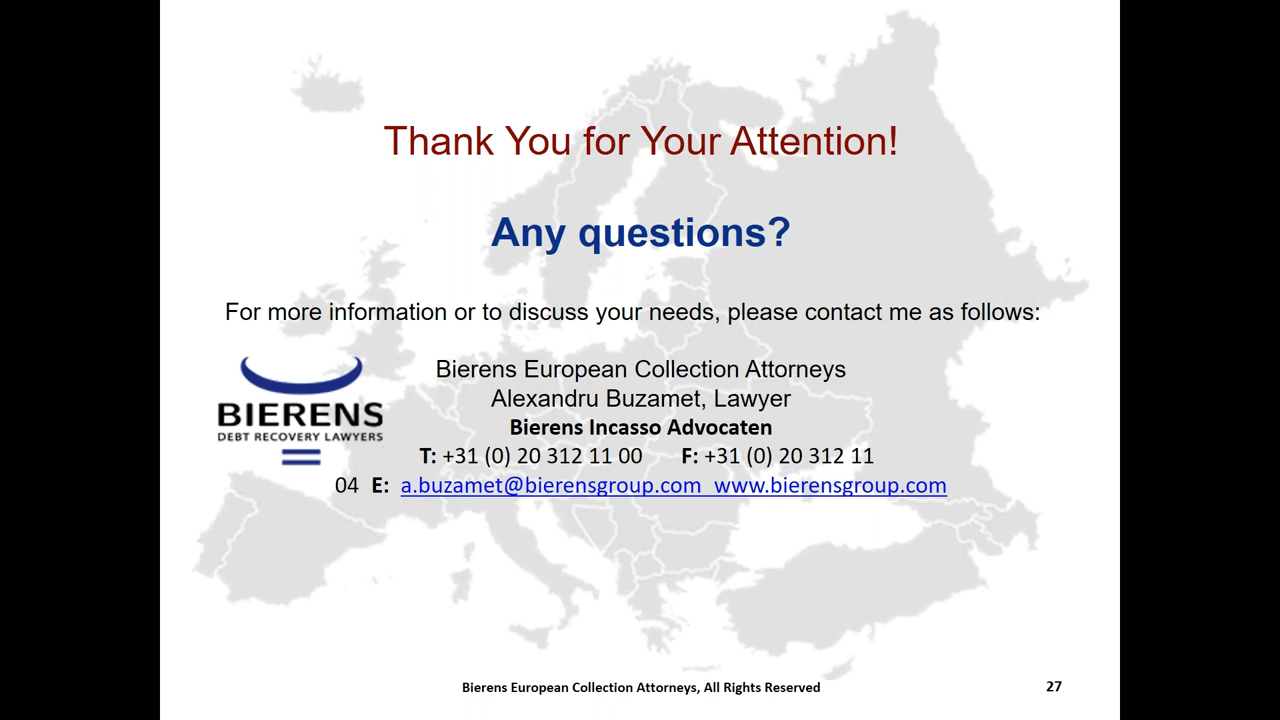 Thank You for Your Attention!
Any questions?
For more information or to discuss your needs, please contact me as follows:
BIERENS
DEBT RECOVERY LAWYERS
Bierens European Collection Attorneys
Alexandru Buzamet, Lawyer
Bierens Incasso Advocaten
T: +31 (0) 20 312 11 00 F: +31 (0) 20 312 11
04 E: a.buzamet@bierensgroup.com www.bierensgroup.com
Bierens European Collection Attorneys, All Rights Reserved
27